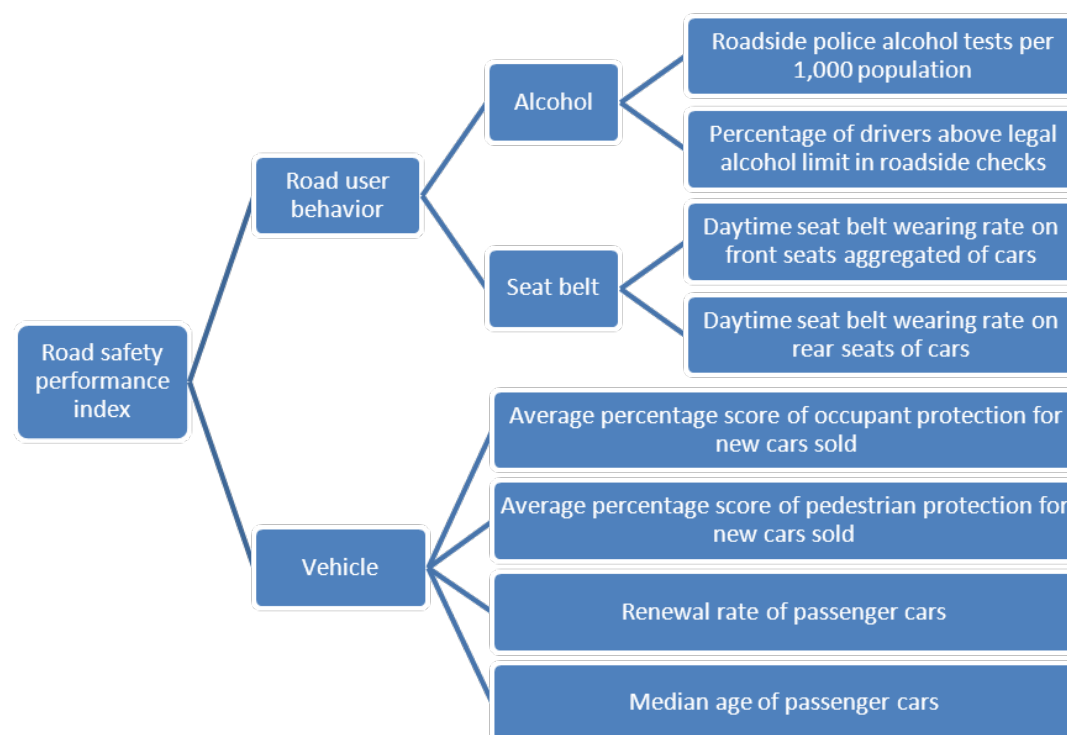 Roadside police alcohol tests per
1,000 population
Alcohol
Percentage of drivers above legal
alcohol limit in roadside checks
Road user
behavior
Daytime seat belt wearing rate on
front seats aggregated of cars
Seat belt
Daytime seat belt wearing rate on
rear seats of cars
Road safety
performance
index
Average percentage score of occupant protection for
new cars sold
Average percentage score of pedestrian protection for
new cars sold
Vehicle
Renewal rate of passenger cars
Median age of passenger cars